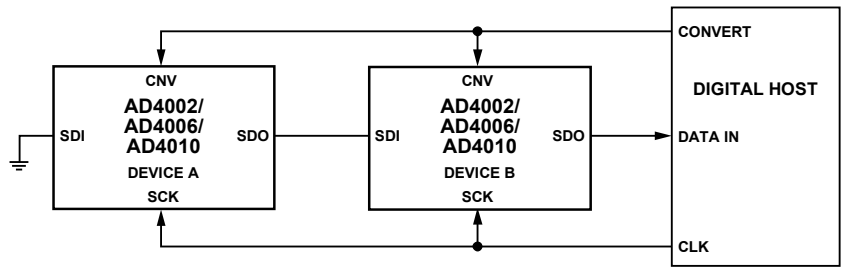 CONVERT
CNV
CNV
DIGITAL HOST
AD4002/
AD4006/
AD4010
AD4002/
AD4006/
AD4010
SDI
SDO
SDI
SDO
DATA IN
DEVICE A
DEVICE B
SCK
SCK
CLK